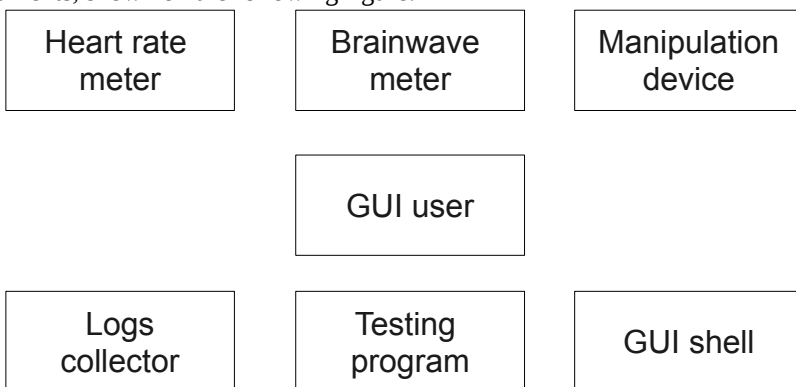 Heart rate
meter
Brainwave
meter
Manipulation
device
GUI user
Logs
collector
Testing
program
GUI shell